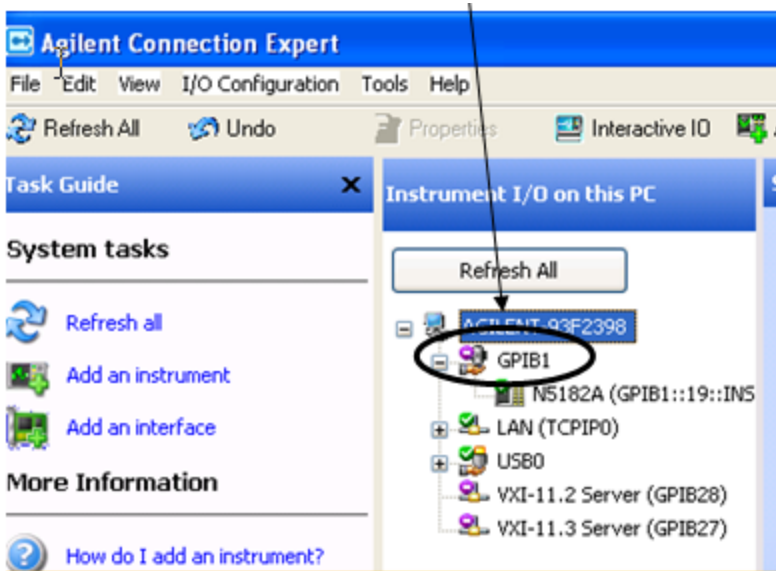 Agilent Connection Expert
File Edit View I/O Configuration Tools Help
Refresh All Undo Properties Interactive IO
Task Guide
Instrument I/O on this PC
System tasks
Refresh All
Refresh all
Add an instrument
Add an interface
More Information
How do I add an instrument?
AGILENT-93F2398
GPIB1
N5182A (GPIB1::19::INS
LAN (TCPIP0)
USB0
VXI-11.2 Server (GPIB28)
VXI-11.3 Server (GPIB27)